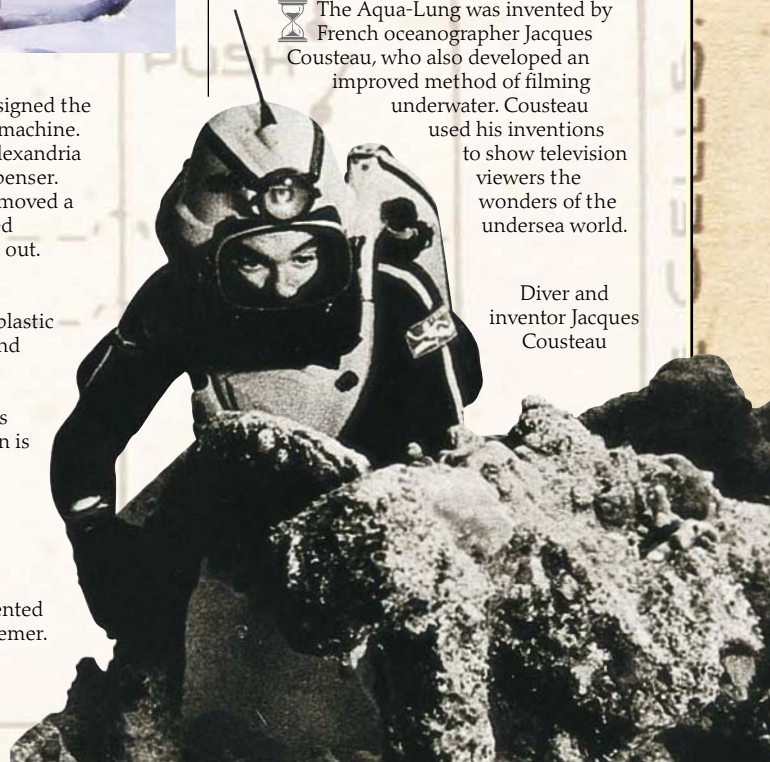 signed the
machine.
lexandria
penser.
moved a
ed
out.
plastic
nd
s
n is
ented
emer.
PUSH
The Aqua-Lung was invented by
French oceanographer Jacques
Cousteau, who also developed an
improved method of filming
underwater. Cousteau
used his inventions
to show television
viewers the
wonders of the
undersea world.
Diver and
inventor Jacques
Cousteau